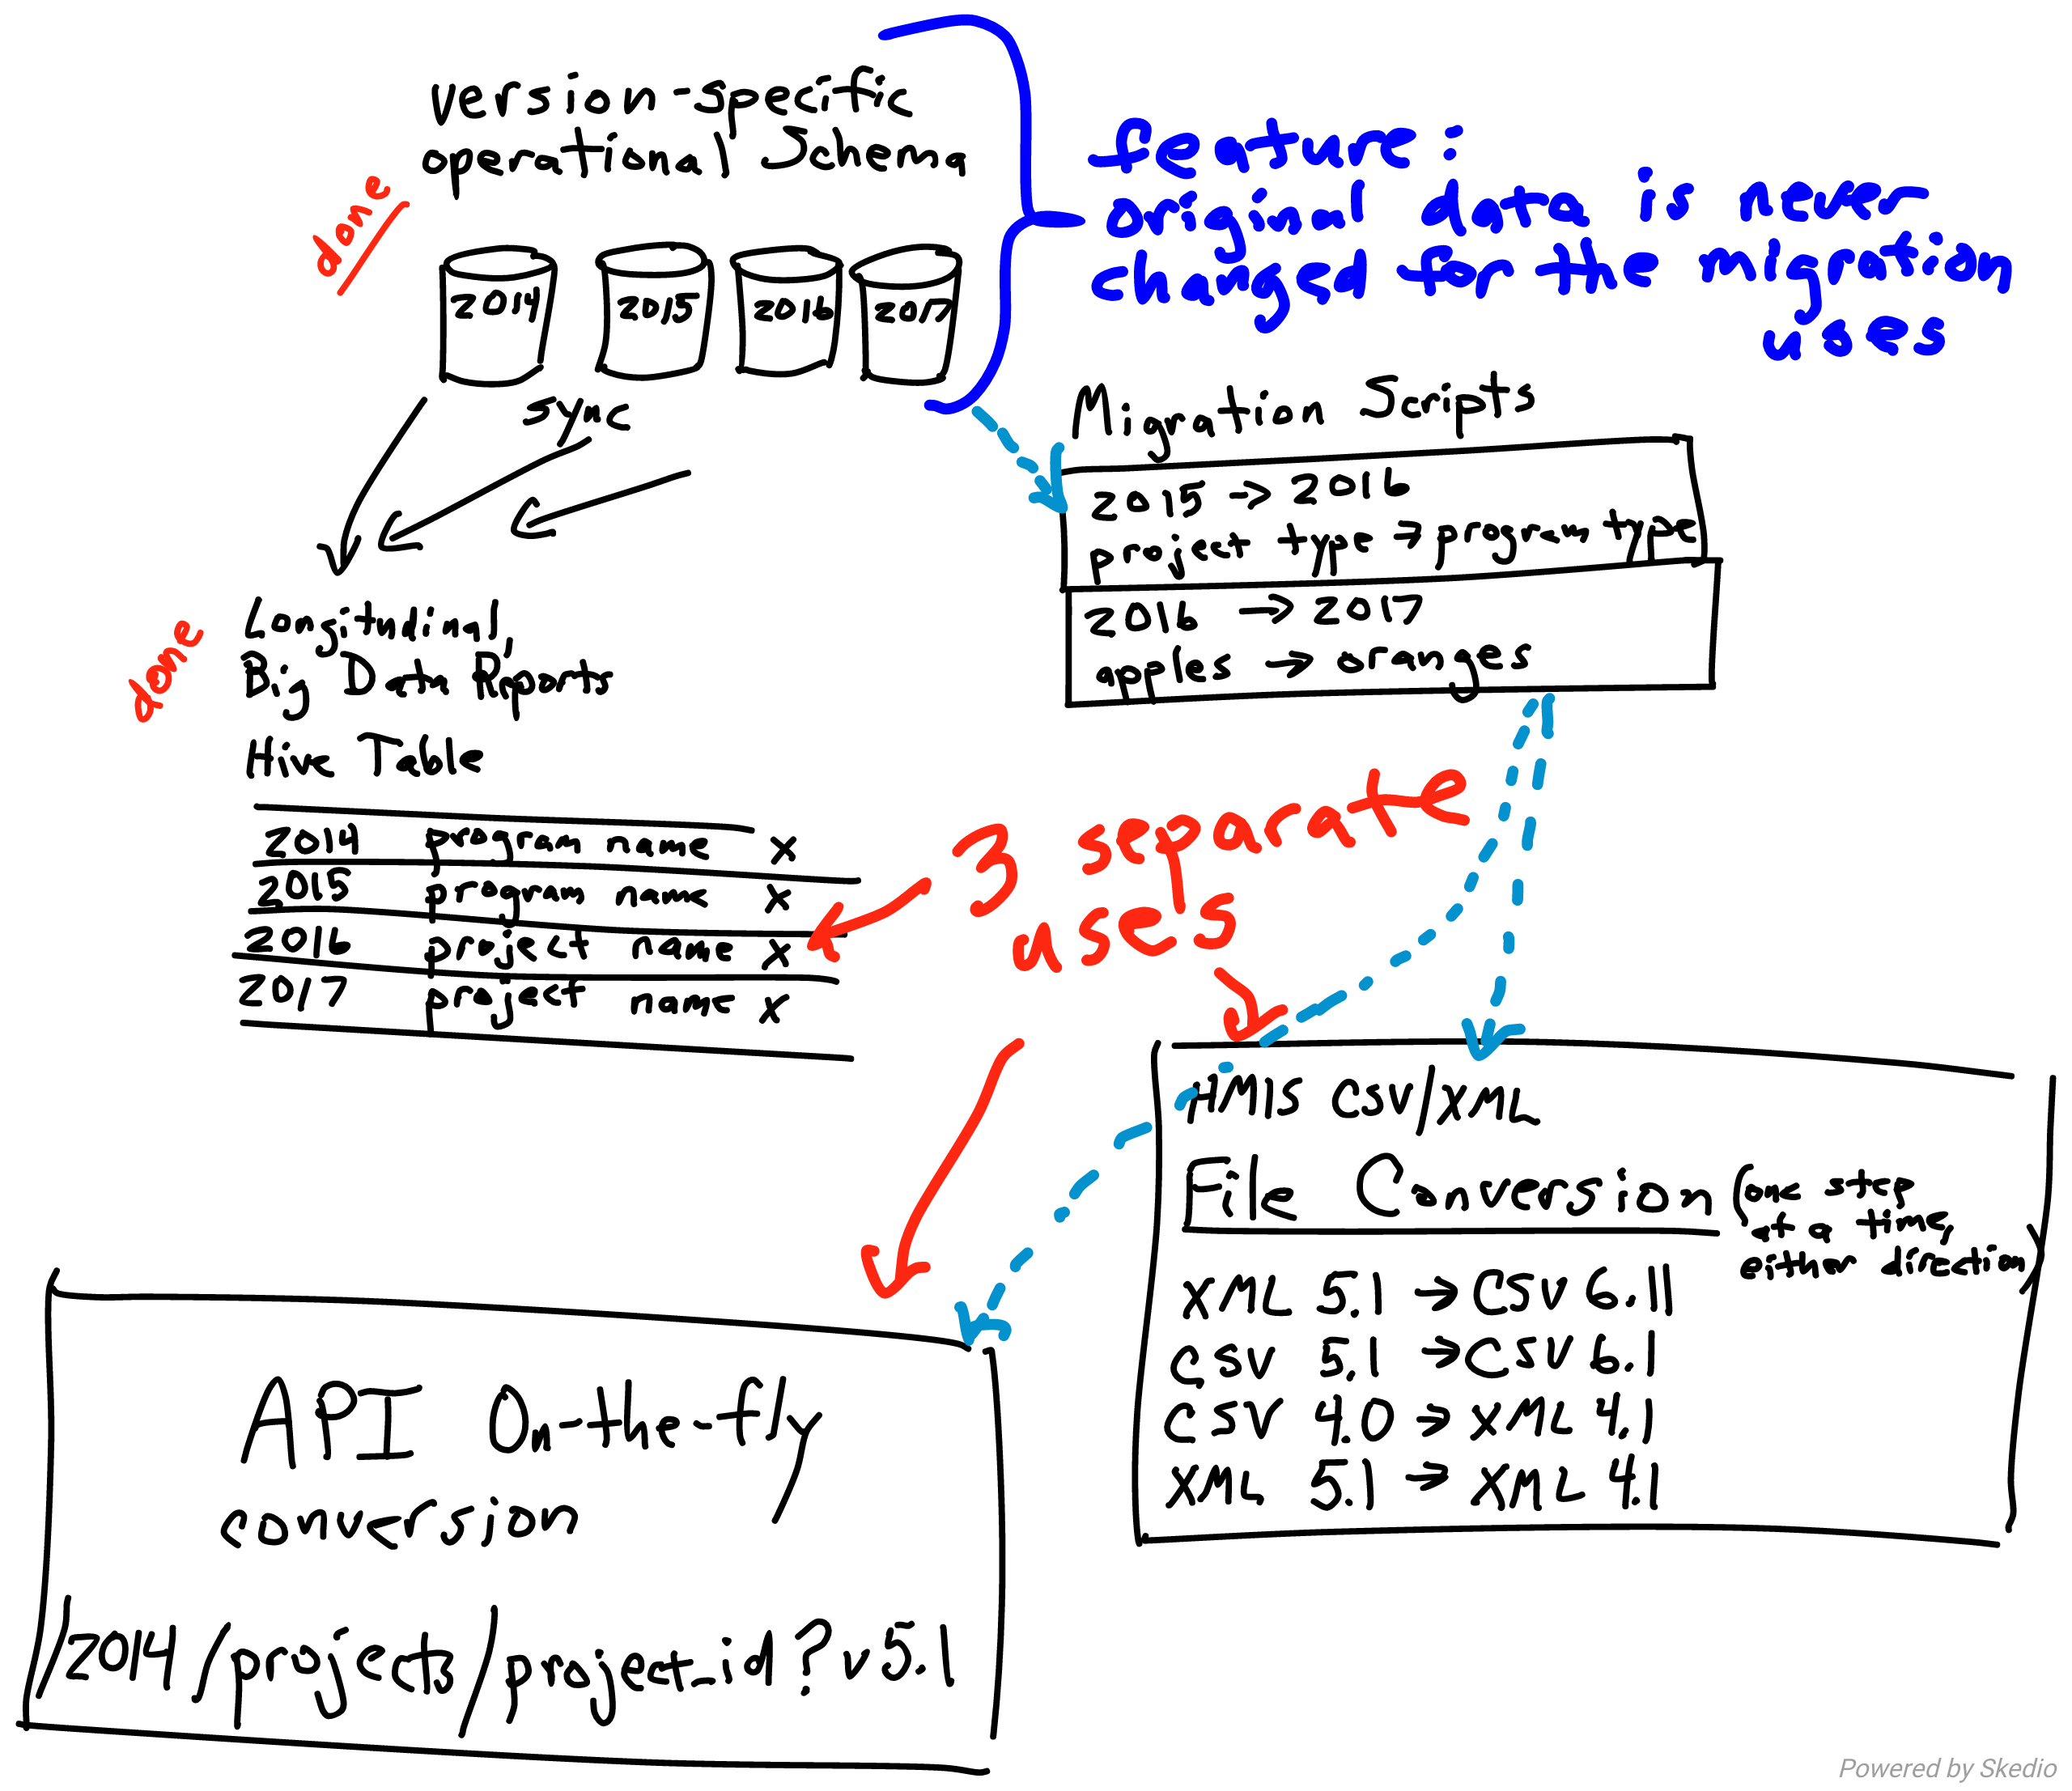 version-specific
operational Schema
done
2014
2015
2016
2017
sync
feature:
original data is never
changed for the migration
uses
Migration Scripts
2015 -> 2016
project type → program type
2016 → 2017
apples → oranges
done
Longitudinal,
Big Data Reports
Hive Table
2014 program name x
2015 program name x
2016 project name x
2017 project name x
3 separate
uses
HMIS CSV/XML
File Conversion (one step
at a time,
either direction)
XML 5.1 → CSV 6.11
CSV 5.1 → CSV 6.1
CSV 4.0 → XML 4.1
XML 5.1 → XML 4.1
API On-the-fly
conversion
/2014/projects/project_id?v5.1
Powered by Skedio